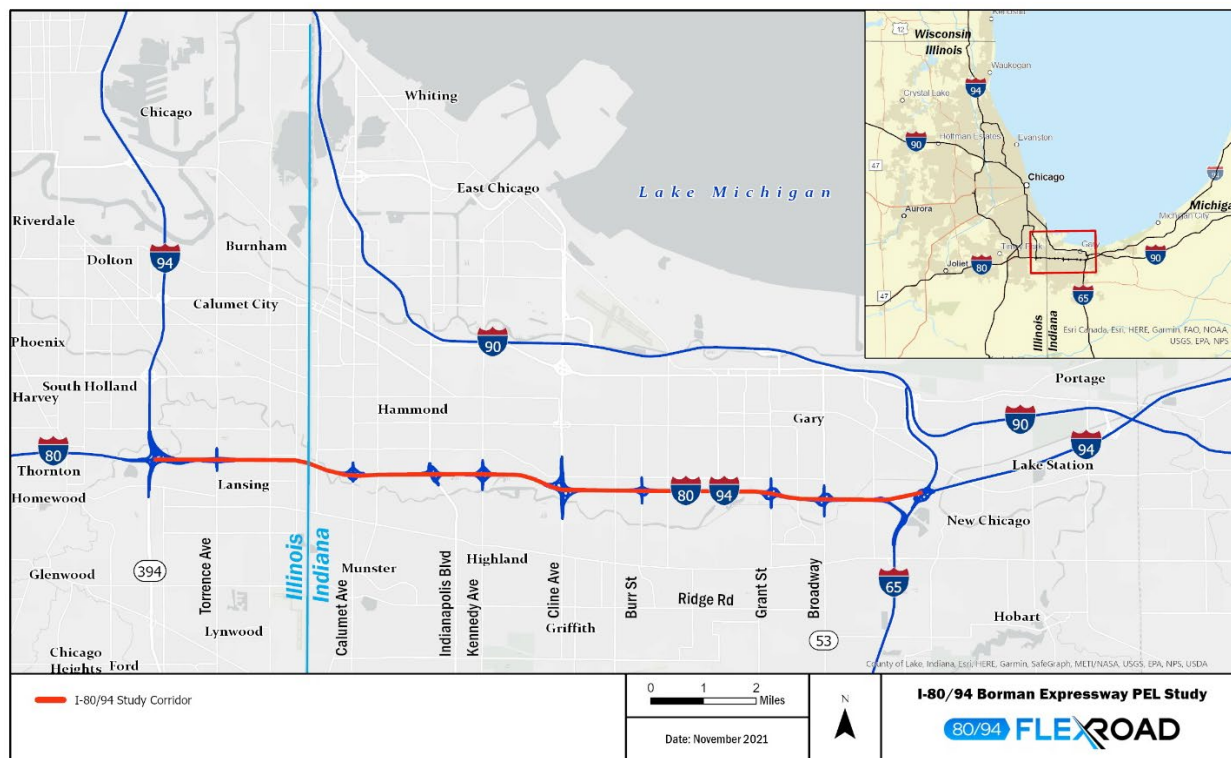 Chicago
Whiting
East Chicago
Lake Michigan
Riverdale
Burnham
Dolton
94
Calumet City
Phoenix
90
South Holland
Harvey
Hammond
Gary
Portage
90
94
80
Thornton
Homewood
Lansing
Lake Station
80
94
New Chicago
Glenwood
394
Torrence Ave
Illinois
Indiana
Calumet Ave
Munster
Indianapolis Blvd
Kennedy Ave
Highland
Cline Ave
Griffith
Burr St
Ridge Rd
Grant St
Broadway
53
65
Hobart
Lynwood
Chicago
Heights
Ford
County of Lake, Indiana, Esri, HERE, Garmin, SafeGraph, METI/NASA, USGS, EPA, NPS, USDA
12
Wisconsin
Illinois
Waukegan
94
Crystal Lake
Hoffman Estates
Evanston
90
47
Chicago
Aurora
Michigan
Michigan City
Gary
Joliet
80
90
47
65
Illinois
Indiana
Esri Canada, Esri, HERE, Garmin, FAO, NOAA,
USGS, EPA, NPS
I-80/94 Study Corridor
0 1 2
Miles
Date: November 2021
N
I-80/94 Borman Expressway PEL Study
80/94 FLEXROAD